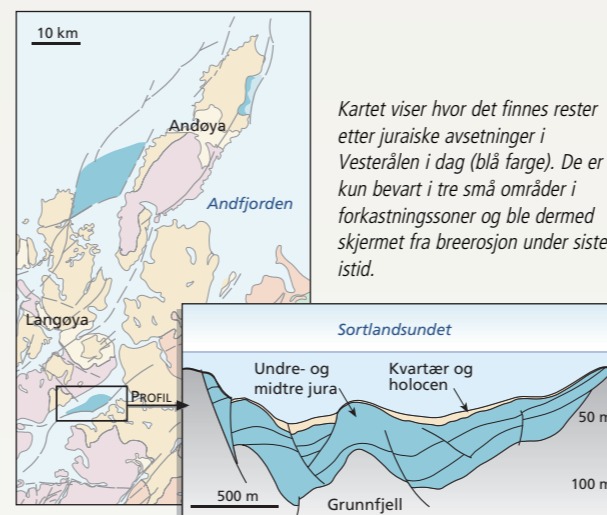 10 km
Andøya
Andfjorden
Langøya
PROFIL
Kartet viser hvor det finnes rester
etter juraiske avsetninger i
Vesterålen i dag (blå farge). De er
kun bevart i tre små områder i
forkastningssoner og ble dermed
skjermet fra breerosjon under siste
istid.
Sortlandsundet
Undre- og
midtre jura
Kvartær og
holocen
50 m
100 m
500 m
Grunnfjell